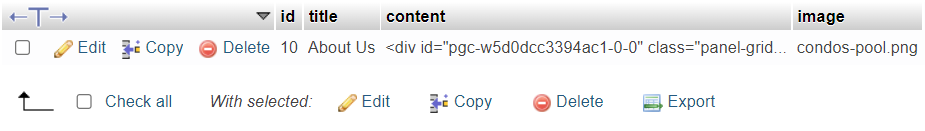 id title content image
Edit Copy Delete 10 About Us <div id="pgc-w5d0dcc3394ac1-0-0" class="panel-grid... condos-pool.png
Check all With selected: Edit Copy Delete Export